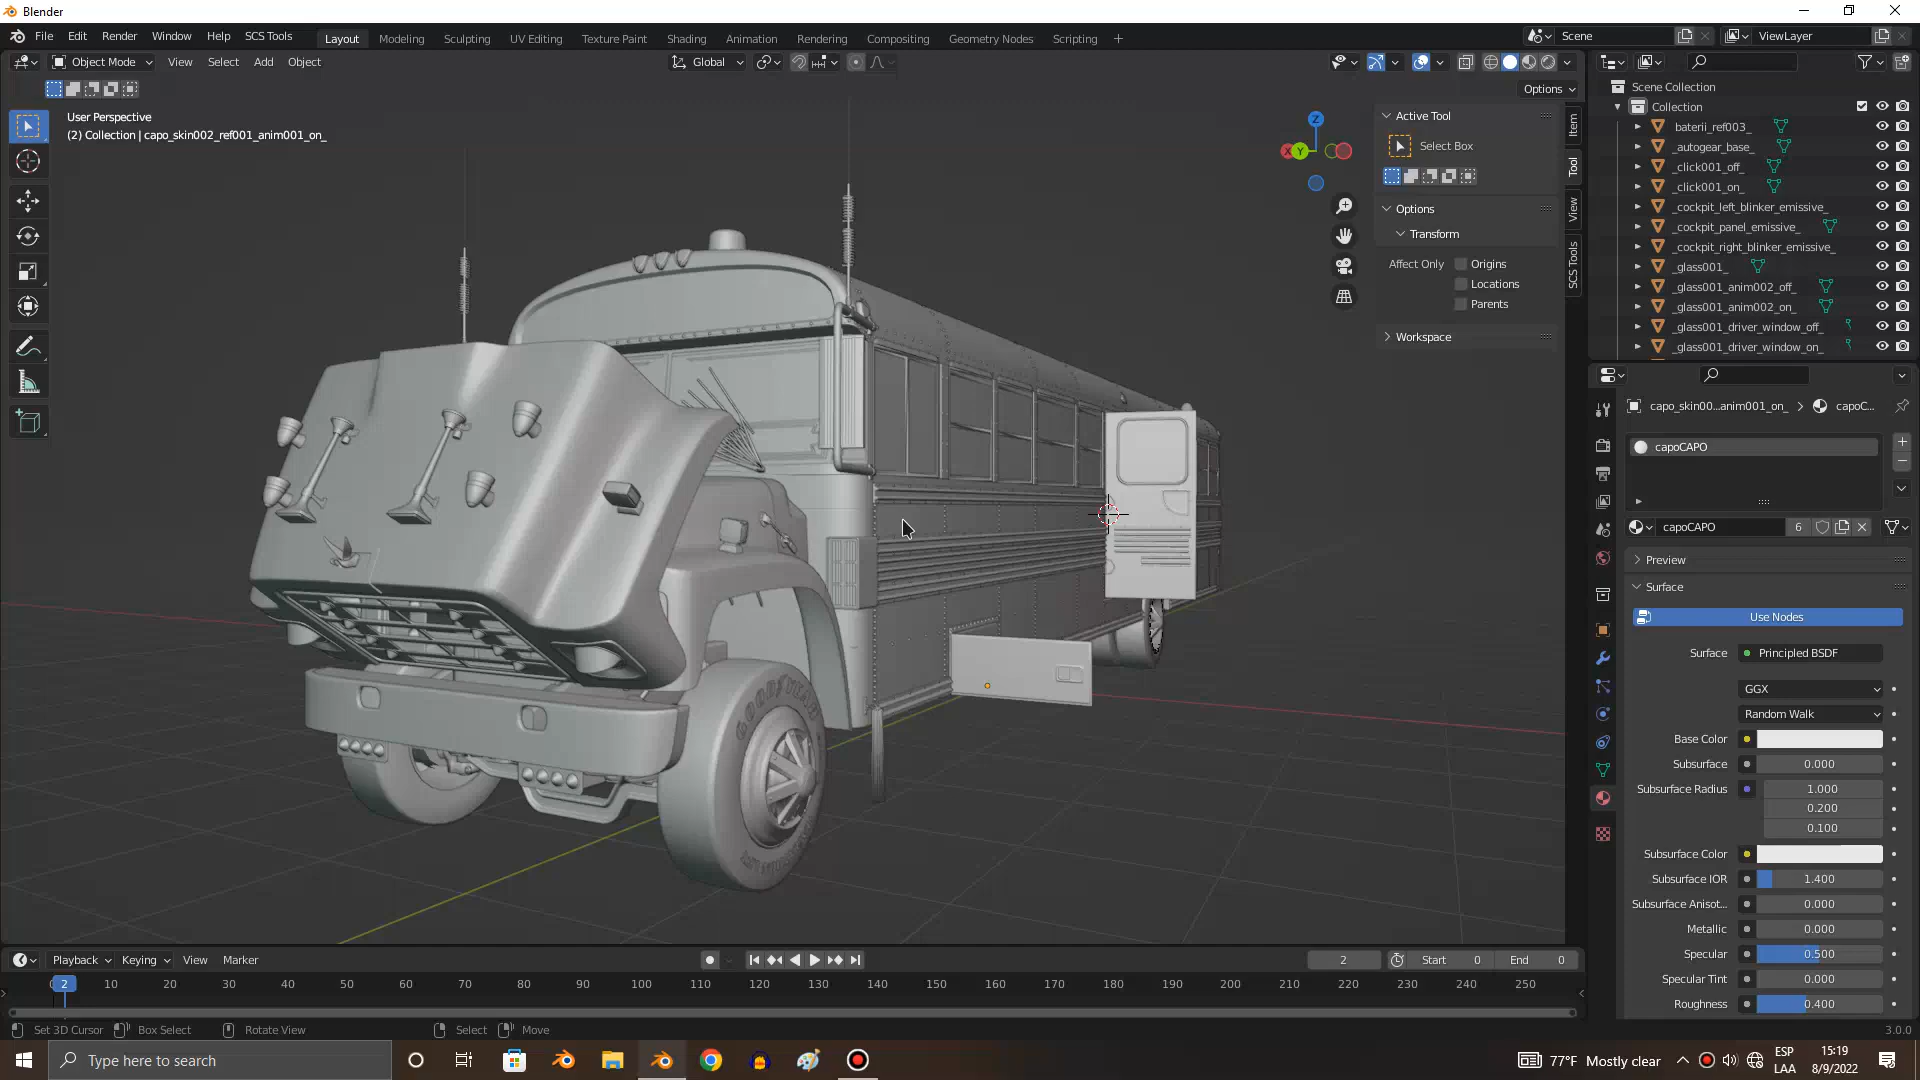 Blender
File Edit Render Window Help SCS Tools
Layout Modeling Sculpting UV Editing Texture Paint Shading Animation Rendering Compositing Geometry Nodes Scripting +
Scene
ViewLayer
Object Mode View Select Add Object
Global
Options
User Perspective
(2) Collection | capo_skin002_ref001_anim001_on_
Z
X
Y
Active Tool
Select Box
Options
Transform
Affect Only Origins
Locations
Parents
Workspace
Item
Tool
View
SCS Tools
Scene Collection
Collection
baterii_ref003_
_autogear_base_
_click001_off_
_click001_on_
_cockpit_left_blinker_emissive_
_cockpit_panel_emissive_
_cockpit_right_blinker_emissive_
_glass001_
_glass001_anim002_off_
_glass001_anim002_on_
_glass001_driver_window_off_
_glass001_driver_window_on_
capo_skin00...anim001_on_ > capoC...
capoCAPO
capoCAPO 6
Preview
Surface
Use Nodes
Surface Principled BSDF
GGX
Random Walk
Base Color
Subsurface 0.000
Subsurface Radius 1.000
0.200
0.100
Subsurface Color
Subsurface IOR 1.400
Subsurface Anisot... 0.000
Metallic 0.000
Specular 0.500
Specular Tint 0.000
Roughness 0.400
GOODYEAR
Playback Keying View Marker
2 Start 0 End 0
2 10 20 30 40 50 60 70 80 90 100 110 120 130 140 150 160 170 180 190 200 210 220 230 240 250
Set 3D Cursor Box Select Rotate View Select Move
3.0.0
Type here to search
77°F Mostly clear
ESP
LAA
15:19
8/9/2022